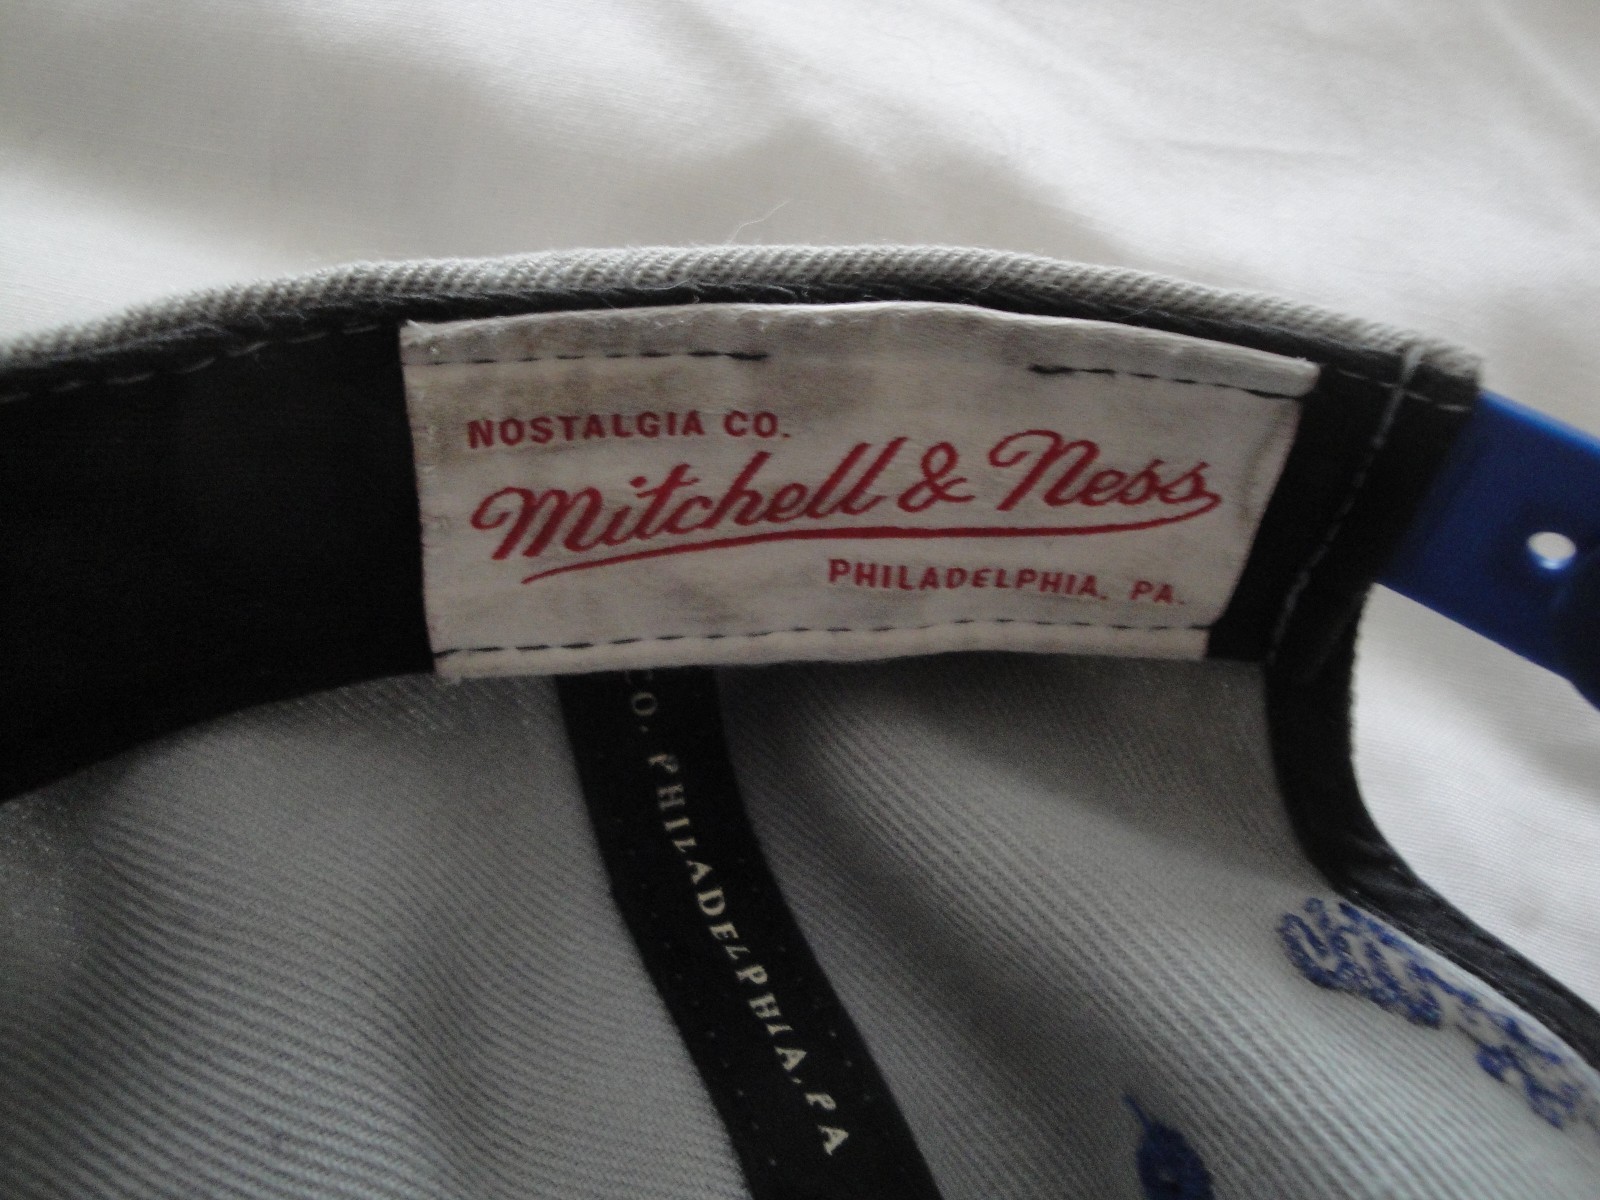 NOSTALGIA CO.
Mitchell & Ness
PHILADELPHIA, PA.
CO. PHILADELPHIA, PA